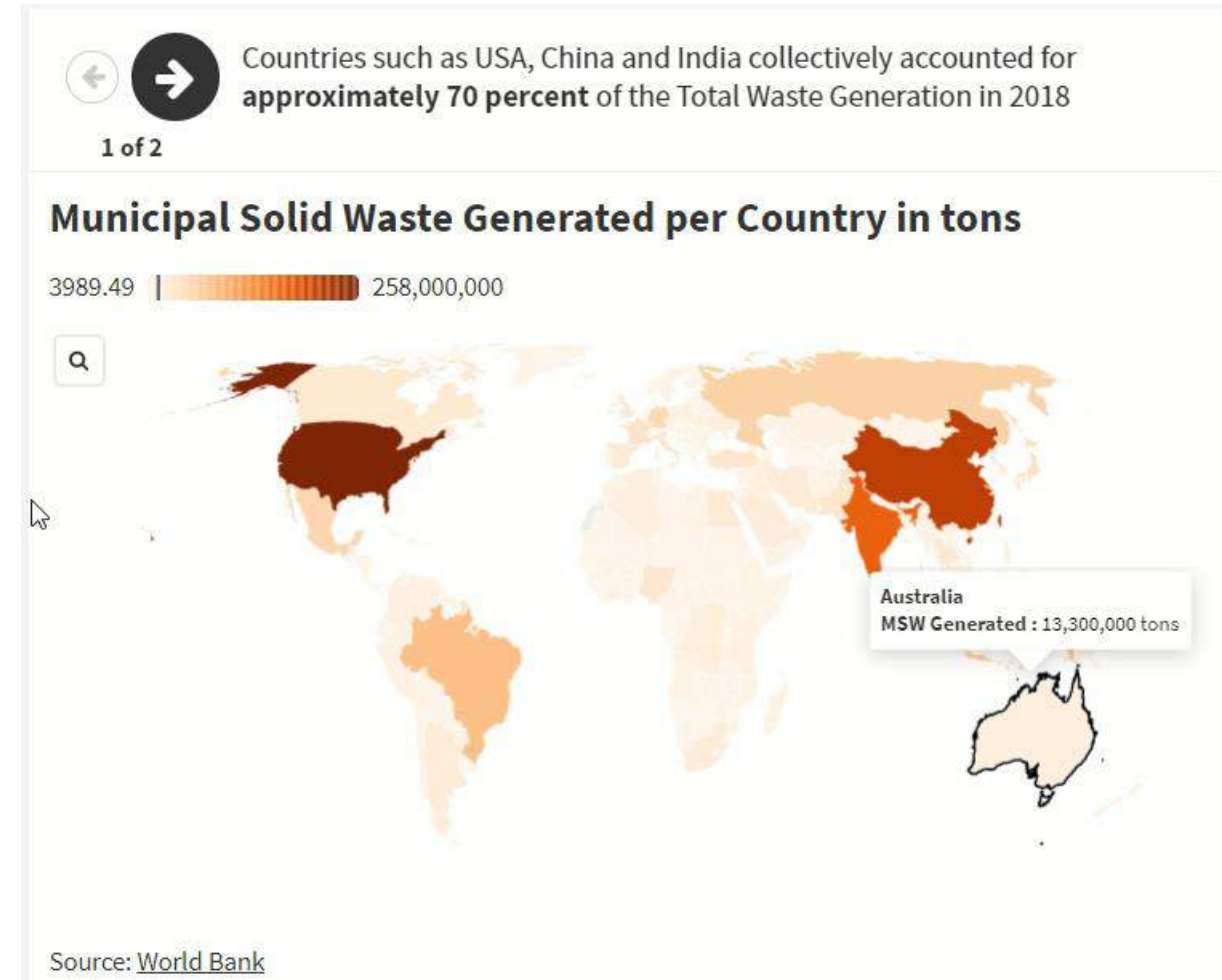 Countries such as USA, China and India collectively accounted for
approximately 70 percent of the Total Waste Generation in 2018
1 of 2
Municipal Solid Waste Generated per Country in tons
3989.49 258,000,000
Australia
MSW Generated : 13,300,000 tons
Source: World Bank